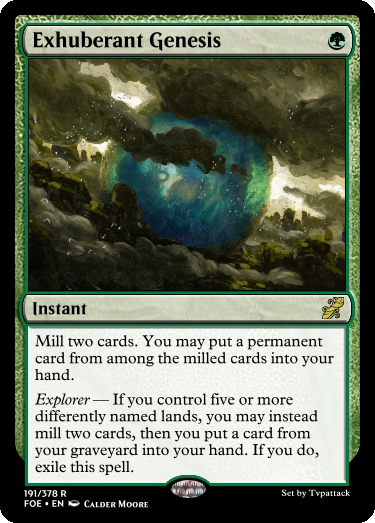 Exhuberant Genesis
Instant
Mill two cards. You may put a permanent
card from among the milled cards into your
hand.
Explorer — If you control five or more
differently named lands, you may instead
mill two cards, then you put a card from
your graveyard into your hand. If you do,
exile this spell.
191/378 R
FOE • EN Calder Moore
Set by Tvpattack